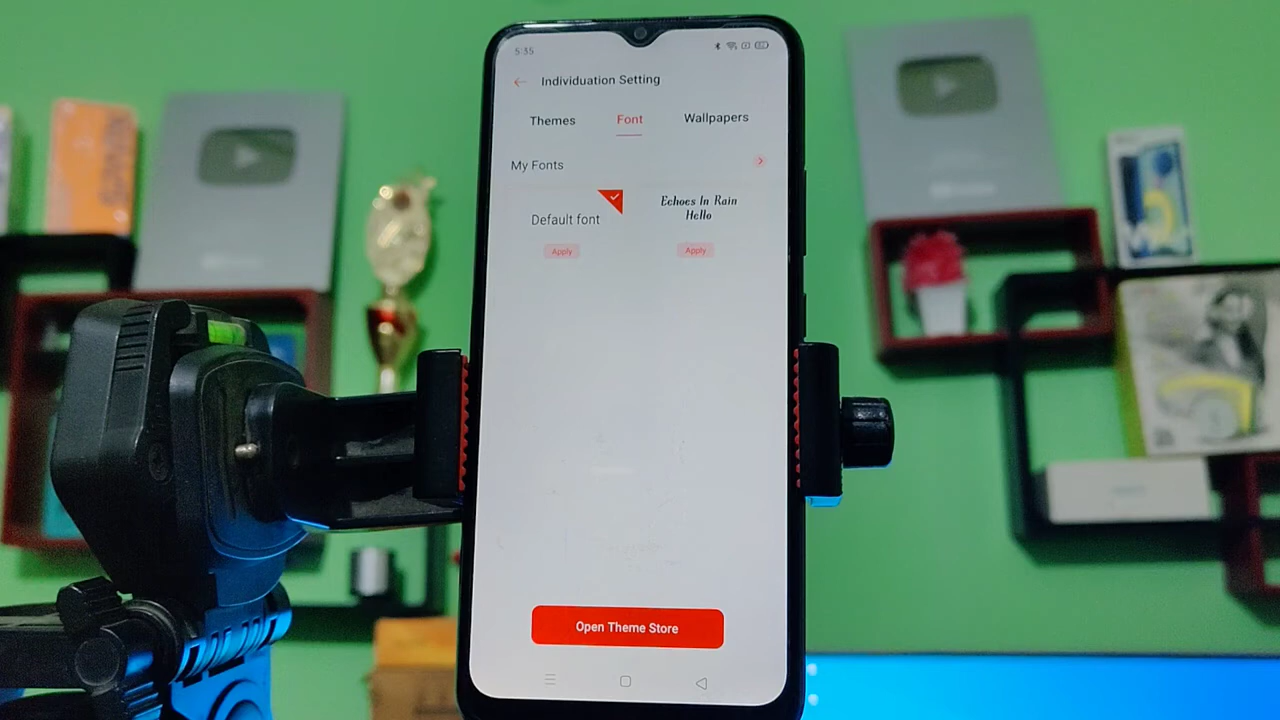 5:35
Individuation Setting
Themes Font Wallpapers
My Fonts
Default font
Echoes In Rain
Hello
Apply Apply
Open Theme Store